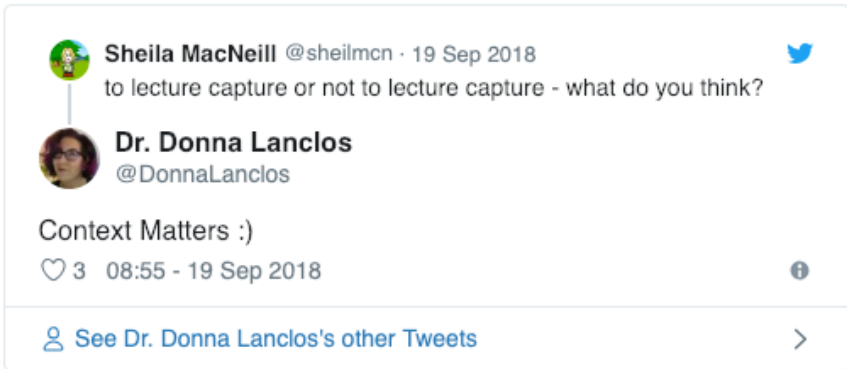 Sheila MacNeill @sheilmcn · 19 Sep 2018
to lecture capture or not to lecture capture - what do you think?
Dr. Donna Lanclos
@DonnaLanclos
Context Matters :)
3 08:55 - 19 Sep 2018
See Dr. Donna Lanclos's other Tweets